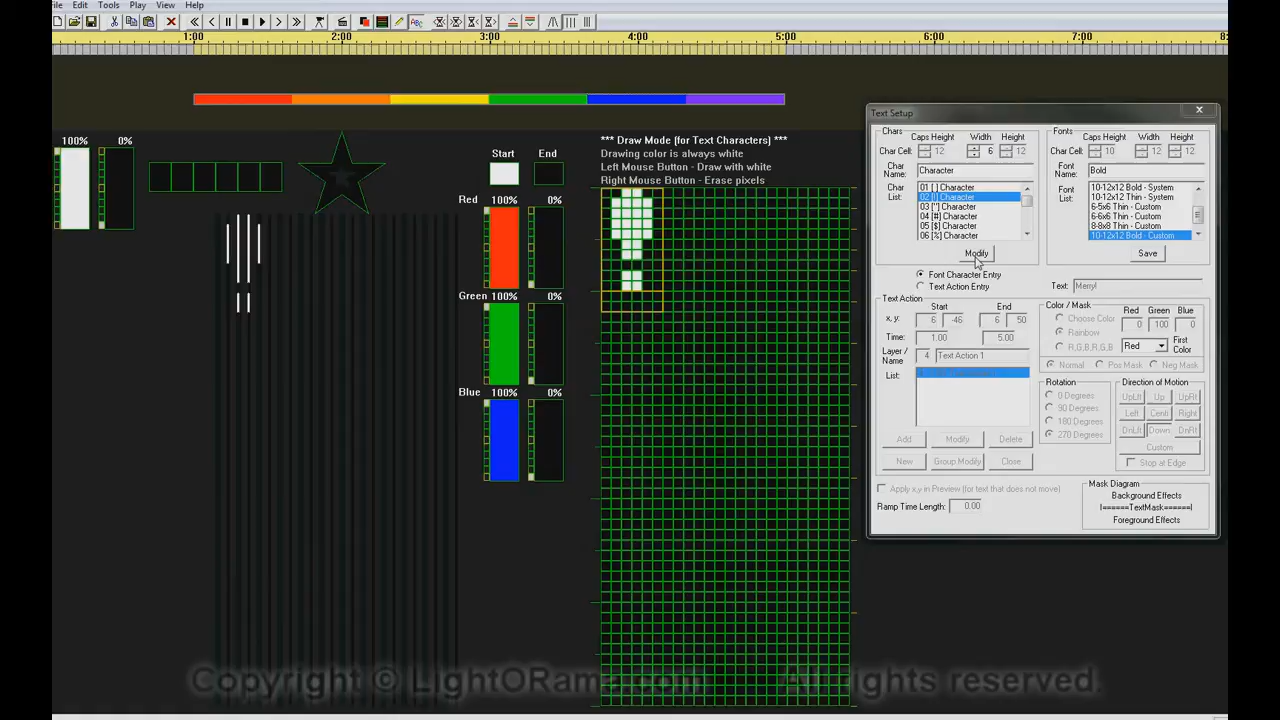 File Edit Tools Play View Help
1:00 2:00 3:00 4:00 5:00 6:00 7:00
100% 0%
*** Draw Mode (for Text Characters) ***
Drawing color is always white
Left Mouse Button - Draw with white
Right Mouse Button - Erase pixels
Start End
Red 100% 0%
Green 100% 0%
Blue 100% 0%
Text Setup
Chars
Caps Height Width Height
Char Cell: 12 6 12
Char Name: Character
Char List:
01 [ ] Character
02 [!] Character
03 ["] Character
04 [#] Character
05 [$] Character
06 [%] Character
Modify
Fonts
Caps Height Width Height
Char Cell: 10 12 12
Font Name: Bold
Font List:
10-12x12 Bold - System
10-12x12 Thin - System
6-5x6 Thin - Custom
6-6x6 Thin - Custom
8-8x8 Thin - Custom
10-12x12 Bold - Custom
Save
Font Character Entry
Text Action Entry
Text: Merry!
Text Action
Start End
x, y: 6 -46 6 50
Time: 1.00 5.00
Layer / Name 4 Text Action 1
List:
Add Modify Delete
New Group Modify Close
Color / Mask
Red Green Blue
Choose Color 0 100 0
Rainbow
R,G,B,R,G,B Red First Color
Normal Pos Mask Neg Mask
Rotation
0 Degrees
90 Degrees
180 Degrees
270 Degrees
Direction of Motion
UpLft Up UpRt
Left Cent Right
DnLft Down DnRt
Custom
Stop at Edge
Apply x,y in Preview (for text that does not move)
Ramp Time Length: 0.00
Mask Diagram
Background Effects
|======TextMask======|
Foreground Effects
Copyright © LightORama.com All rights reserved.